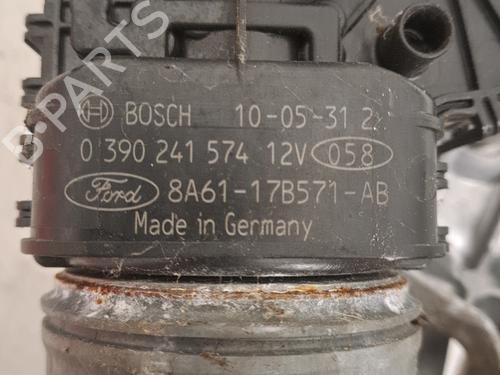 B-PARTS
BOSCH 10-05-31 2
0 390 241 574 12V 058
Ford 8A61-17B571-AB
Made in Germany